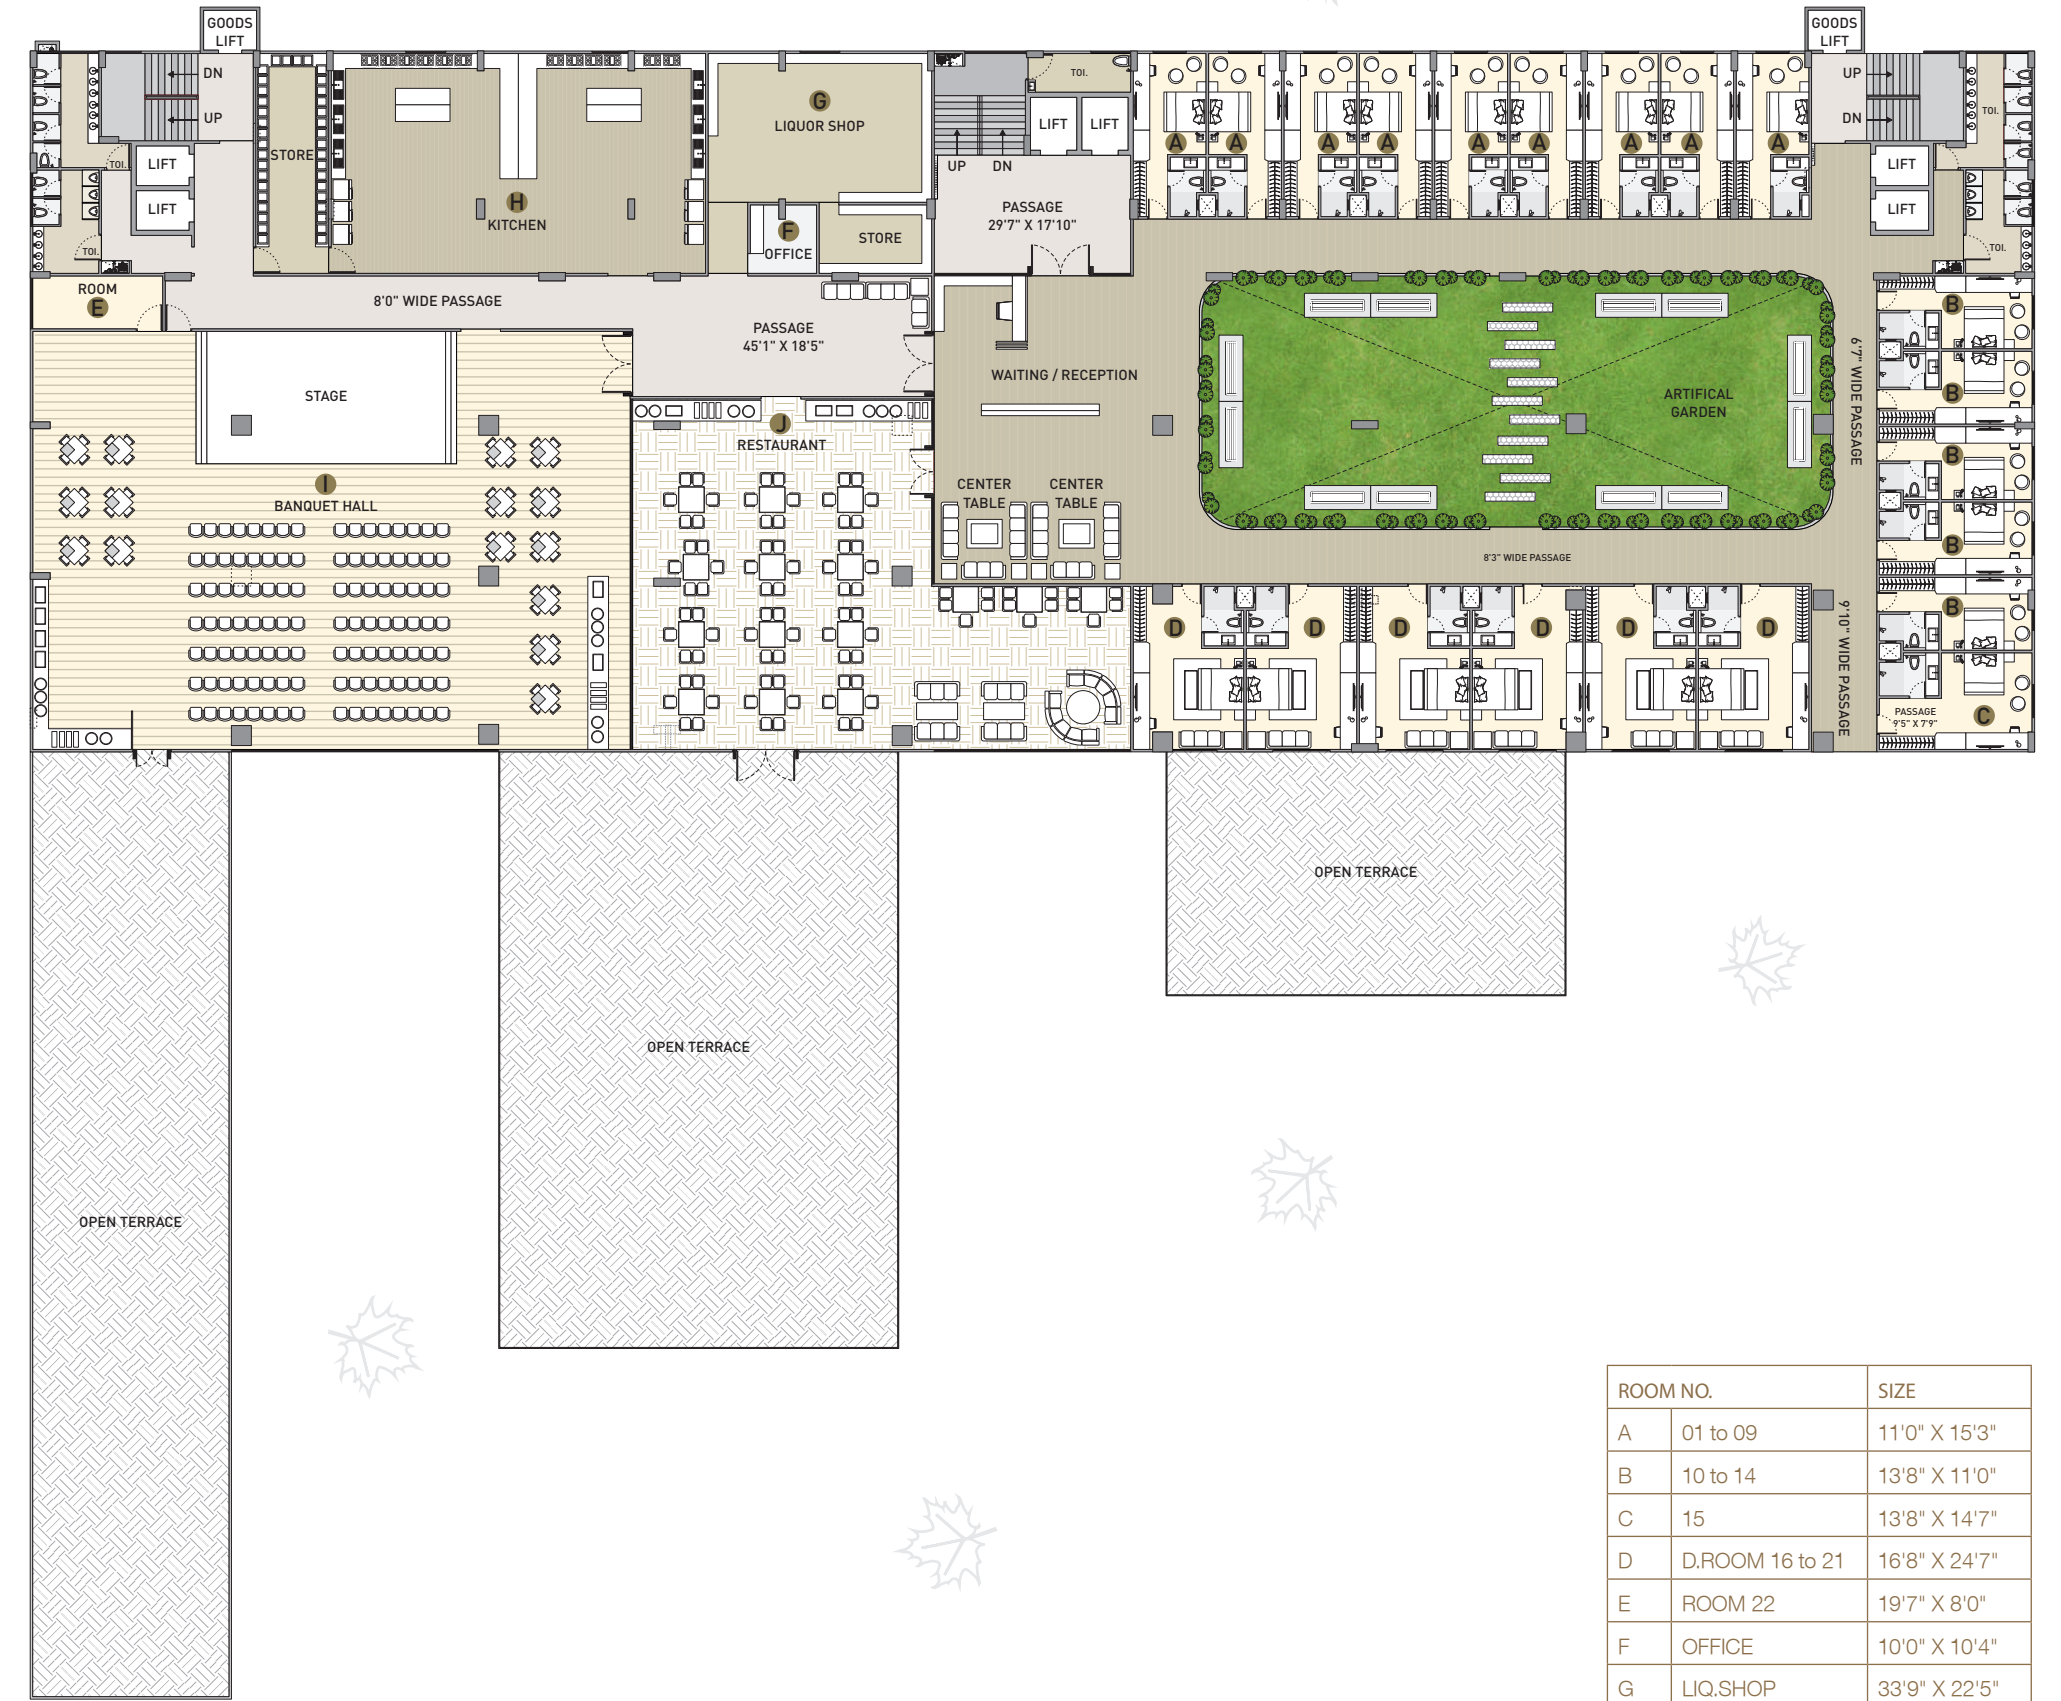 GOODS
LIFT
GOODS
LIFT
DN
UP
TOI.
LIFT
LIFT
TOI.
STORE
H
KITCHEN
G
LIQUOR SHOP
F
OFFICE
STORE
TOI.
LIFT
LIFT
UP
DN
PASSAGE
29'7" X 17'10"
A
A
A
A
A
A
A
A
A
UP
DN
TOI.
LIFT
LIFT
TOI.
ROOM
E
8'0" WIDE PASSAGE
PASSAGE
45'1" X 18'5"
STAGE
WAITING / RECEPTION
ARTIFICAL
GARDEN
6'7" WIDE PASSAGE
B
B
B
B
B
J
RESTAURANT
I
BANQUET HALL
CENTER
TABLE
CENTER
TABLE
8'3" WIDE PASSAGE
9'10" WIDE PASSAGE
D
D
D
D
D
D
PASSAGE
9'5" X 7'9"
C
OPEN TERRACE
OPEN TERRACE
OPEN TERRACE
ROOM NO. SIZE
A 01 to 09 11'0" X 15'3"
B 10 to 14 13'8" X 11'0"
C 15 13'8" X 14'7"
D D.ROOM 16 to 21 16'8" X 24'7"
E ROOM 22 19'7" X 8'0"
F OFFICE 10'0" X 10'4"
G LIQ.SHOP 33'9" X 22'5"